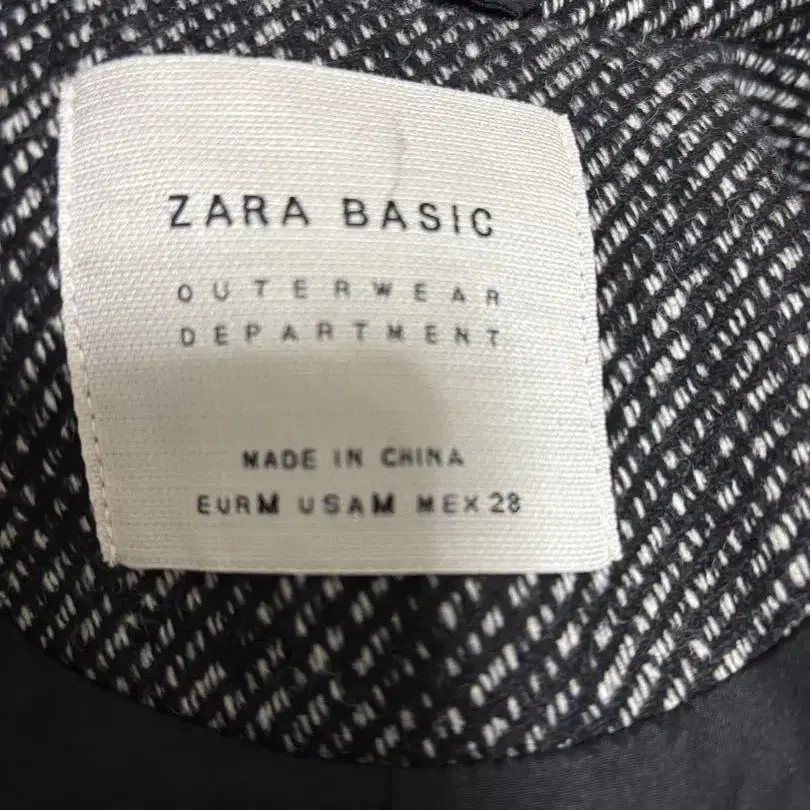 ZARA BASIC
OUTERWEAR
DEPARTMENT
MADE IN CHINA
EUR M USA M MEX 28